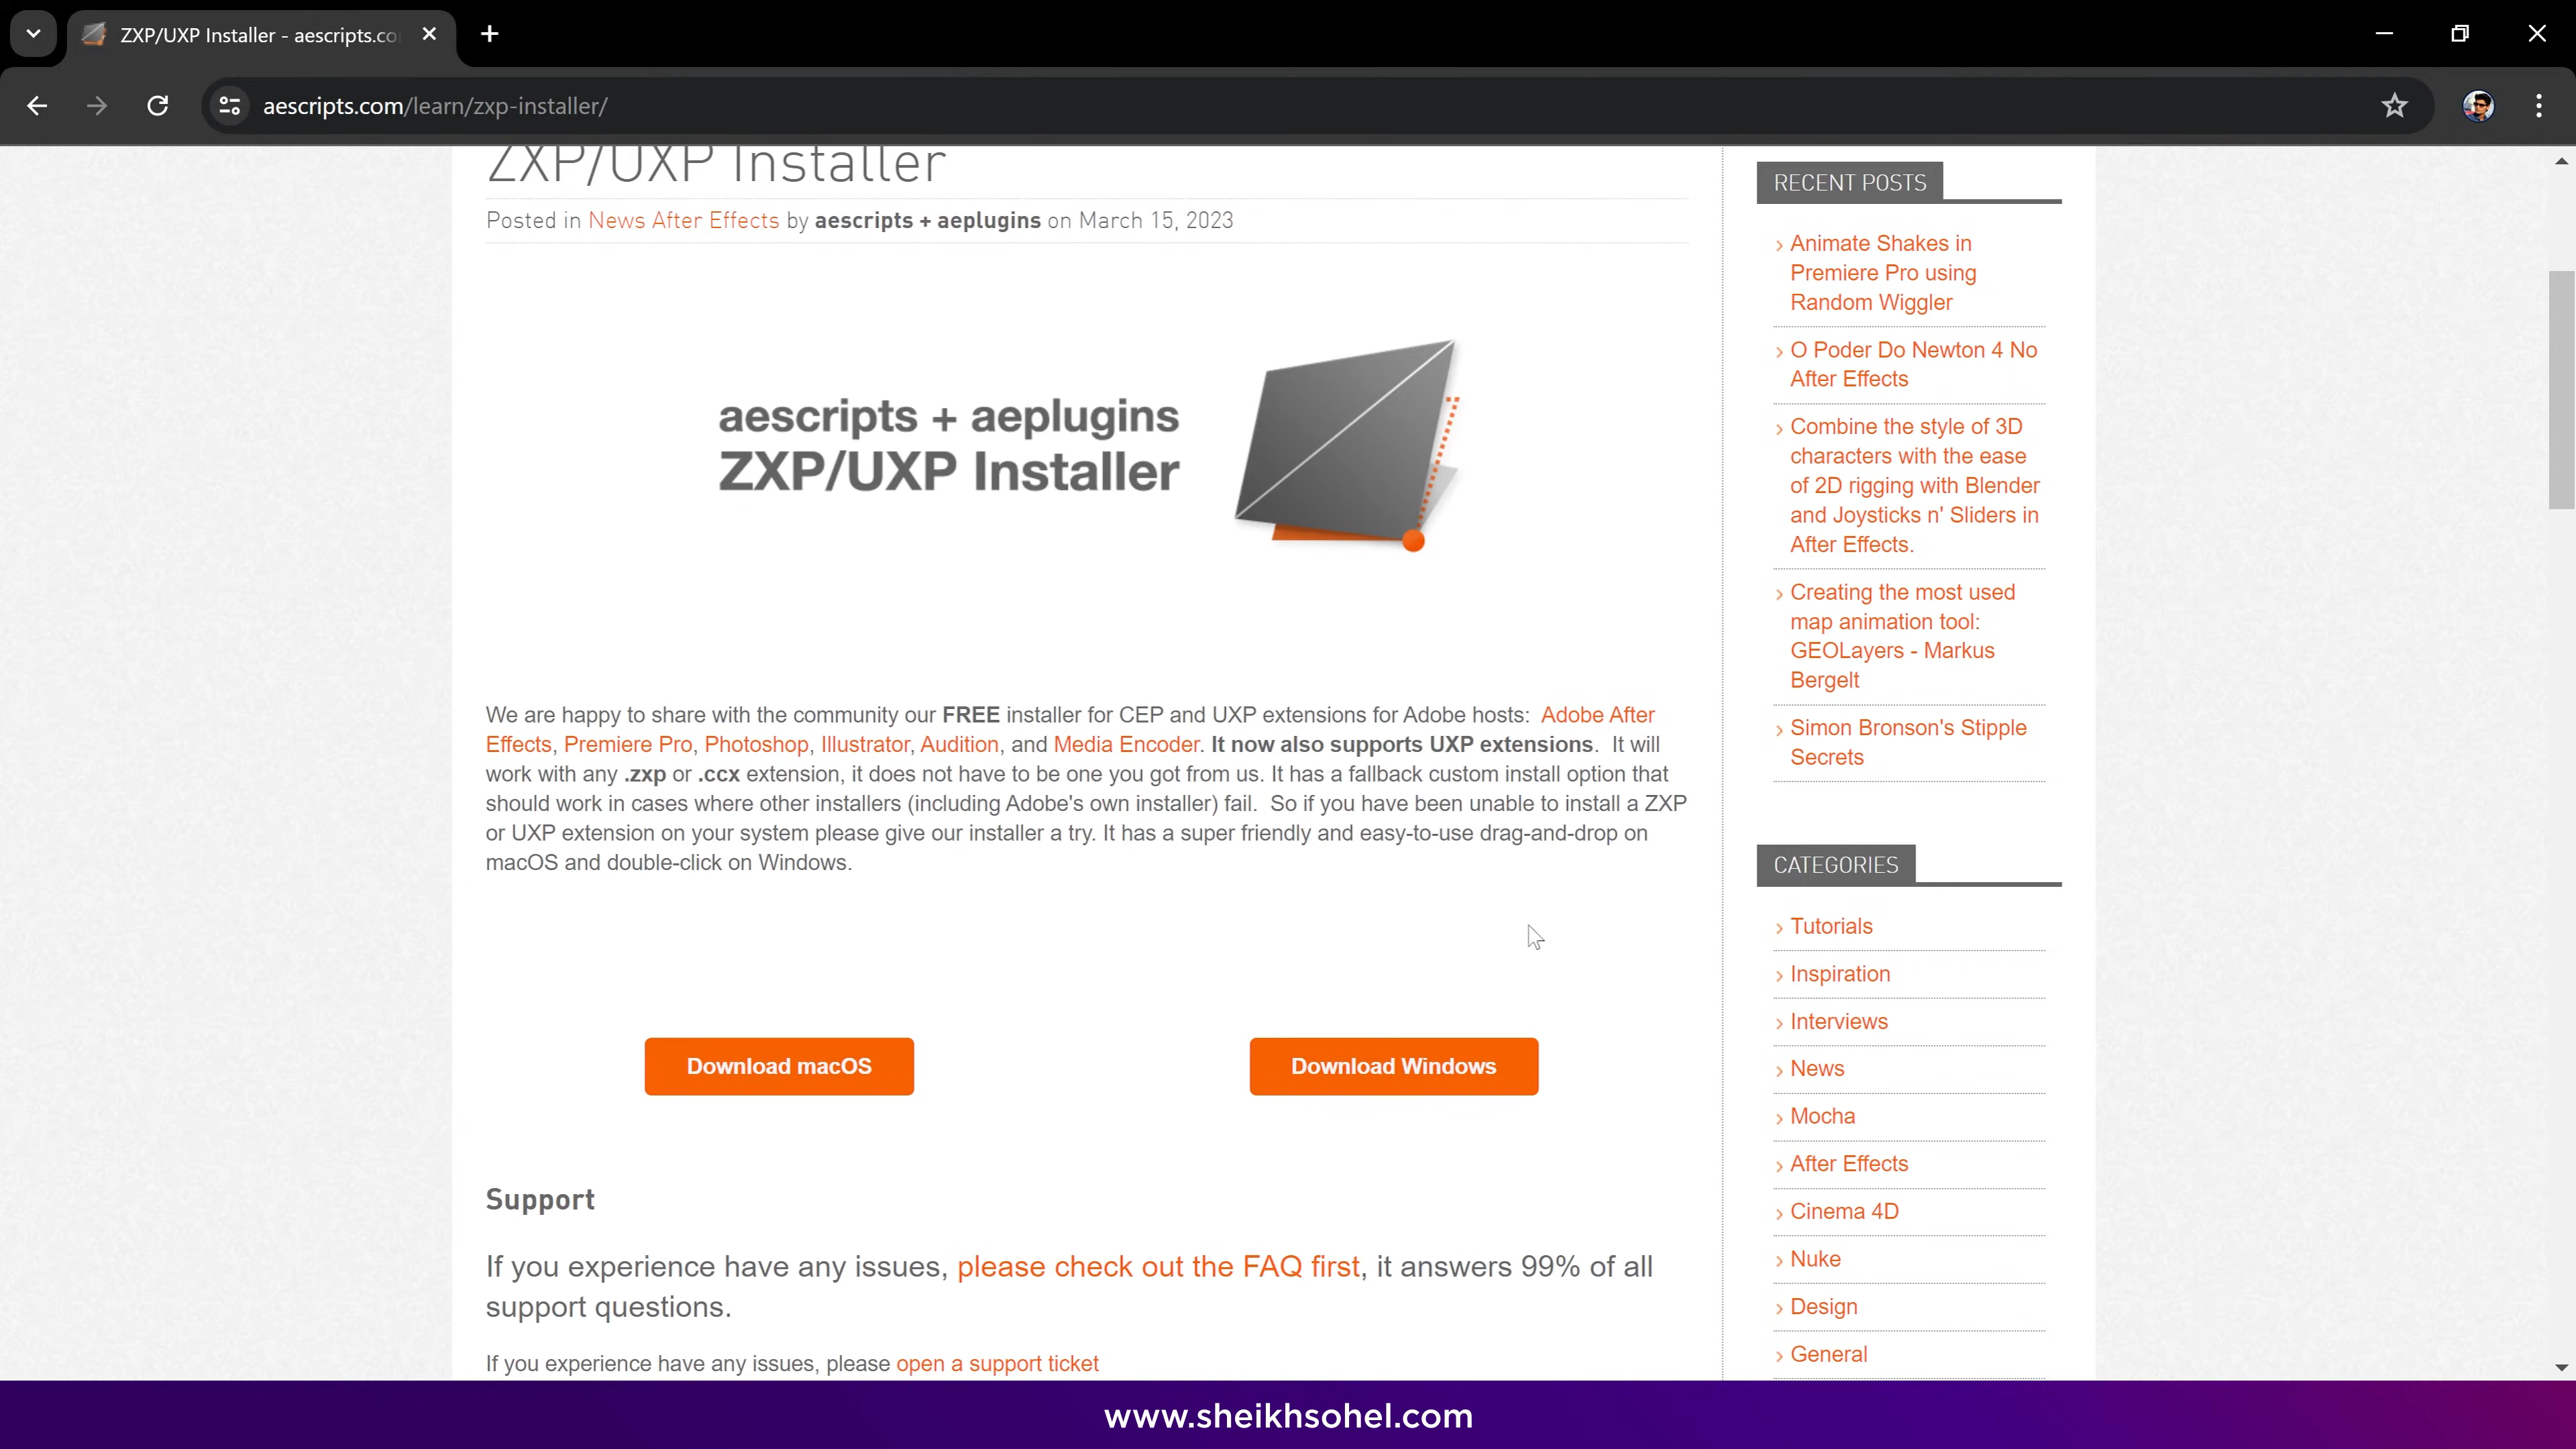 ZXP/UXP Installer - aescripts.co
aescripts.com/learn/zxp-installer/
ZXP/UXP Installer
Posted in News After Effects by aescripts + aeplugins on March 15, 2023
aescripts + aeplugins
ZXP/UXP Installer
We are happy to share with the community our FREE installer for CEP and UXP extensions for Adobe hosts: Adobe After
Effects, Premiere Pro, Photoshop, Illustrator, Audition, and Media Encoder. It now also supports UXP extensions. It will
work with any .zxp or .ccx extension, it does not have to be one you got from us. It has a fallback custom install option that
should work in cases where other installers (including Adobe's own installer) fail. So if you have been unable to install a ZXP
or UXP extension on your system please give our installer a try. It has a super friendly and easy-to-use drag-and-drop on
macOS and double-click on Windows.
Download macOS
Download Windows
Support
If you experience have any issues, please check out the FAQ first, it answers 99% of all
support questions.
If you experience have any issues, please open a support ticket
RECENT POSTS
Animate Shakes in
Premiere Pro using
Random Wiggler
O Poder Do Newton 4 No
After Effects
Combine the style of 3D
characters with the ease
of 2D rigging with Blender
and Joysticks n' Sliders in
After Effects.
Creating the most used
map animation tool:
GEOLayers - Markus
Bergelt
Simon Bronson's Stipple
Secrets
CATEGORIES
Tutorials
Inspiration
Interviews
News
Mocha
After Effects
Cinema 4D
Nuke
Design
General
www.sheikhsohel.com